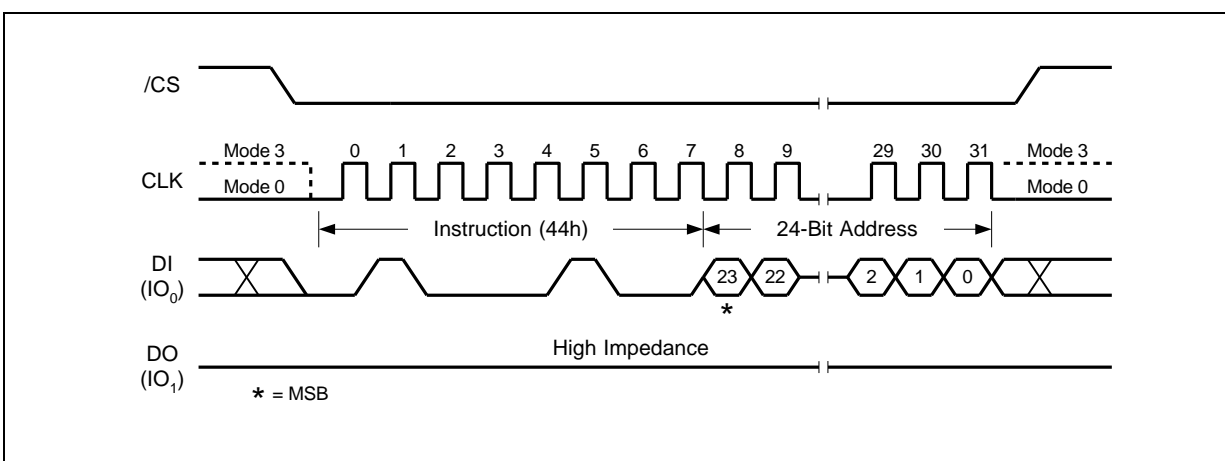 /CS
Mode 3 0 1 2 3 4 5 6 7 8 9 29 30 31 Mode 3
CLK
Mode 0 Mode 0
Instruction (44h) 24-Bit Address
DI
(IO0)
23 22 2 1 0
*
High Impedance
DO
(IO1)
* = MSB